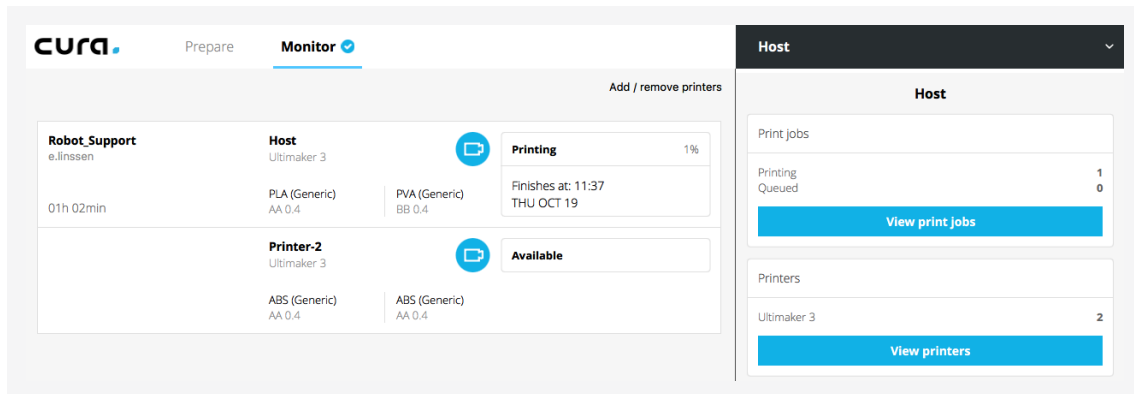 cura.
Prepare
Monitor
Host
Add / remove printers
Robot_Support
e.linssen
01h 02min
Host
Ultimaker 3
PLA (Generic)
AA 0.4
PVA (Generic)
BB 0.4
Printing 1%
Finishes at: 11:37
THU OCT 19
Printer-2
Ultimaker 3
ABS (Generic)
AA 0.4
ABS (Generic)
AA 0.4
Available
Host
Print jobs
Printing 1
Queued 0
View print jobs
Printers
Ultimaker 3 2
View printers